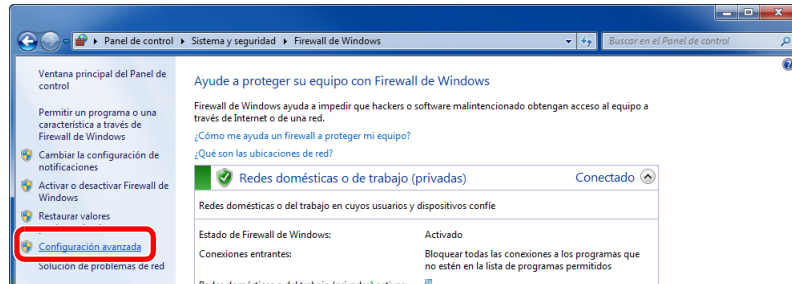 Panel de control ▸ Sistema y seguridad ▸ Firewall de Windows
Buscar en el Panel de control
Ventana principal del Panel de
control
Permitir un programa o una
característica a través de
Firewall de Windows
Cambiar la configuración de
notificaciones
Activar o desactivar Firewall de
Windows
Restaurar valores
Configuración avanzada
Solución de problemas de red
Ayude a proteger su equipo con Firewall de Windows
Firewall de Windows ayuda a impedir que hackers o software malintencionado obtengan acceso al equipo a
través de Internet o de una red.
¿Cómo me ayuda un firewall a proteger mi equipo?
¿Qué son las ubicaciones de red?
Redes domésticas o de trabajo (privadas) Conectado
Redes domésticas o del trabajo en cuyos usuarios y dispositivos confíe
Estado de Firewall de Windows: Activado
Conexiones entrantes: Bloquear todas las conexiones a los programas que
no estén en la lista de programas permitidos